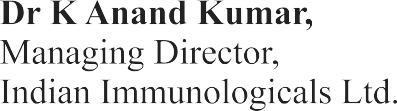 Dr K Anand Kumar,
Managing Director,
Indian Immunologicals Ltd.